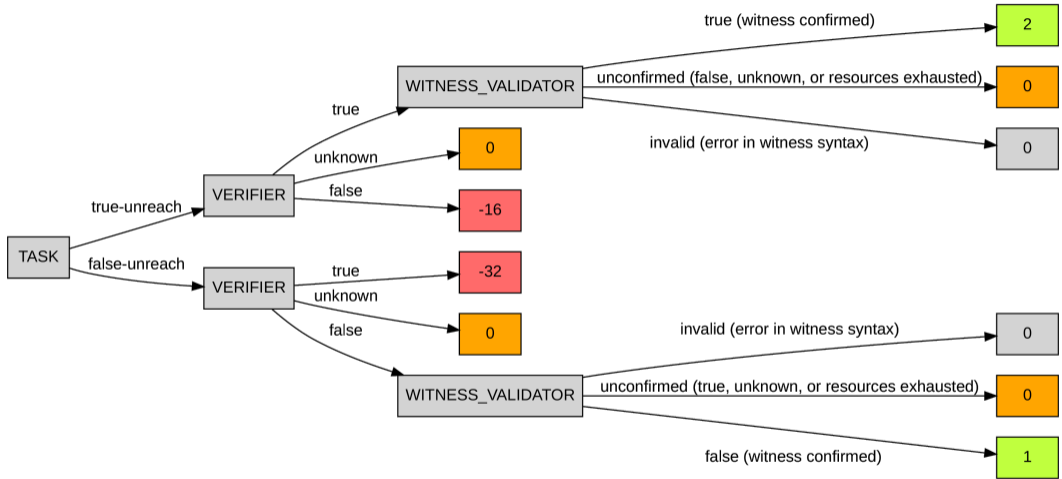 true (witness confirmed)
2
WITNESS_VALIDATOR
unconfirmed (false, unknown, or resources exhausted)
0
true
invalid (error in witness syntax)
0
unknown
0
VERIFIER
false
-16
true-unreach
TASK
false-unreach
VERIFIER
true
-32
unknown
0
false
invalid (error in witness syntax)
0
WITNESS_VALIDATOR
unconfirmed (true, unknown, or resources exhausted)
0
false (witness confirmed)
1